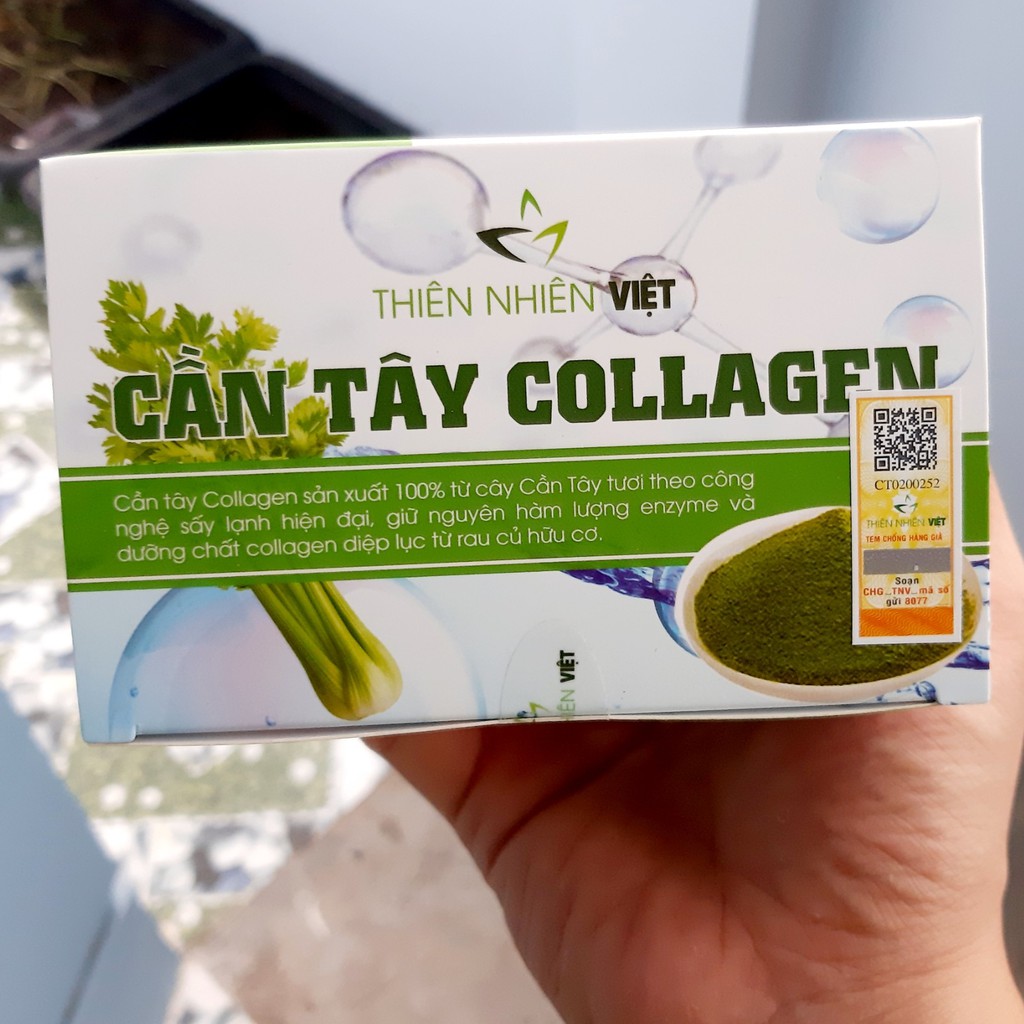 THIÊN NHIÊN VIỆT
CẦN TÂY COLLAGEN
Cần tây Collagen sản xuất 100% từ cây Cần Tây tươi theo công
nghệ sấy lạnh hiện đại, giữ nguyên hàm lượng enzyme và
dưỡng chất collagen diệp lục từ rau củ hữu cơ.
CT0200252
THIÊN NHIÊN VIỆT
TEM CHỐNG HÀNG GIẢ
Soạn
CHG_TNV_mã số
gửi 8077
VIỆT